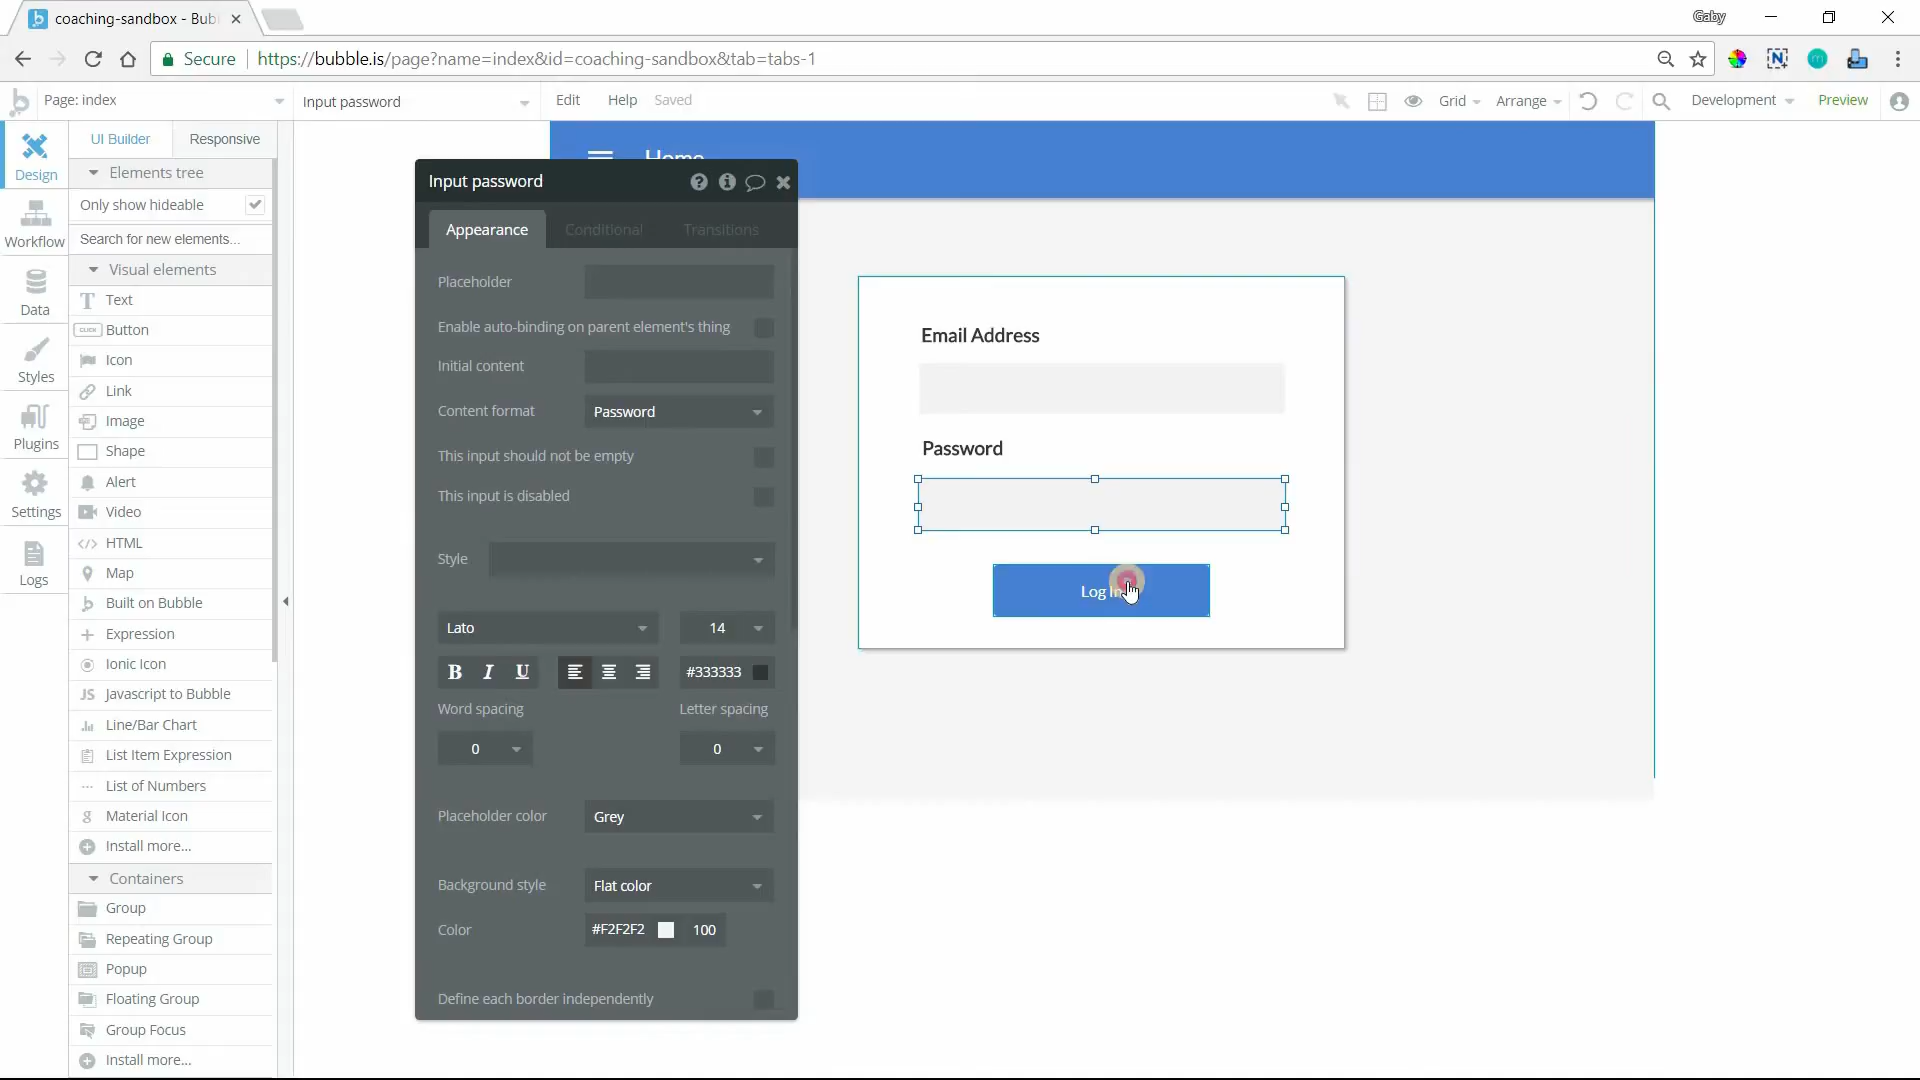 coaching-sandbox - Bub
Gaby
Secure
https://bubble.is/page?name=index&id=coaching-sandbox&tab=tabs-1
Page: index
Input password
Edit
Help
Saved
Grid
Arrange
Development
Preview
Design
Workflow
Data
Styles
Plugins
Settings
Logs
UI Builder
Responsive
Elements tree
Only show hideable
Search for new elements...
Visual elements
Text
CLICK
Button
Icon
Link
Image
Shape
Alert
Video
HTML
Map
Built on Bubble
Expression
Ionic Icon
JS
Javascript to Bubble
Line/Bar Chart
List Item Expression
List of Numbers
Material Icon
Install more...
Containers
Group
Repeating Group
Popup
Floating Group
Group Focus
Install more...
Input password
Appearance
Conditional
Transitions
Placeholder
Enable auto-binding on parent element's thing
Initial content
Content format
Password
This input should not be empty
This input is disabled
Style
Lato
14
B I U
#333333
Word spacing
Letter spacing
0
0
Placeholder color
Grey
Background style
Flat color
Color
#F2F2F2
100
Define each border independently
Home
Email Address
Password
Log In